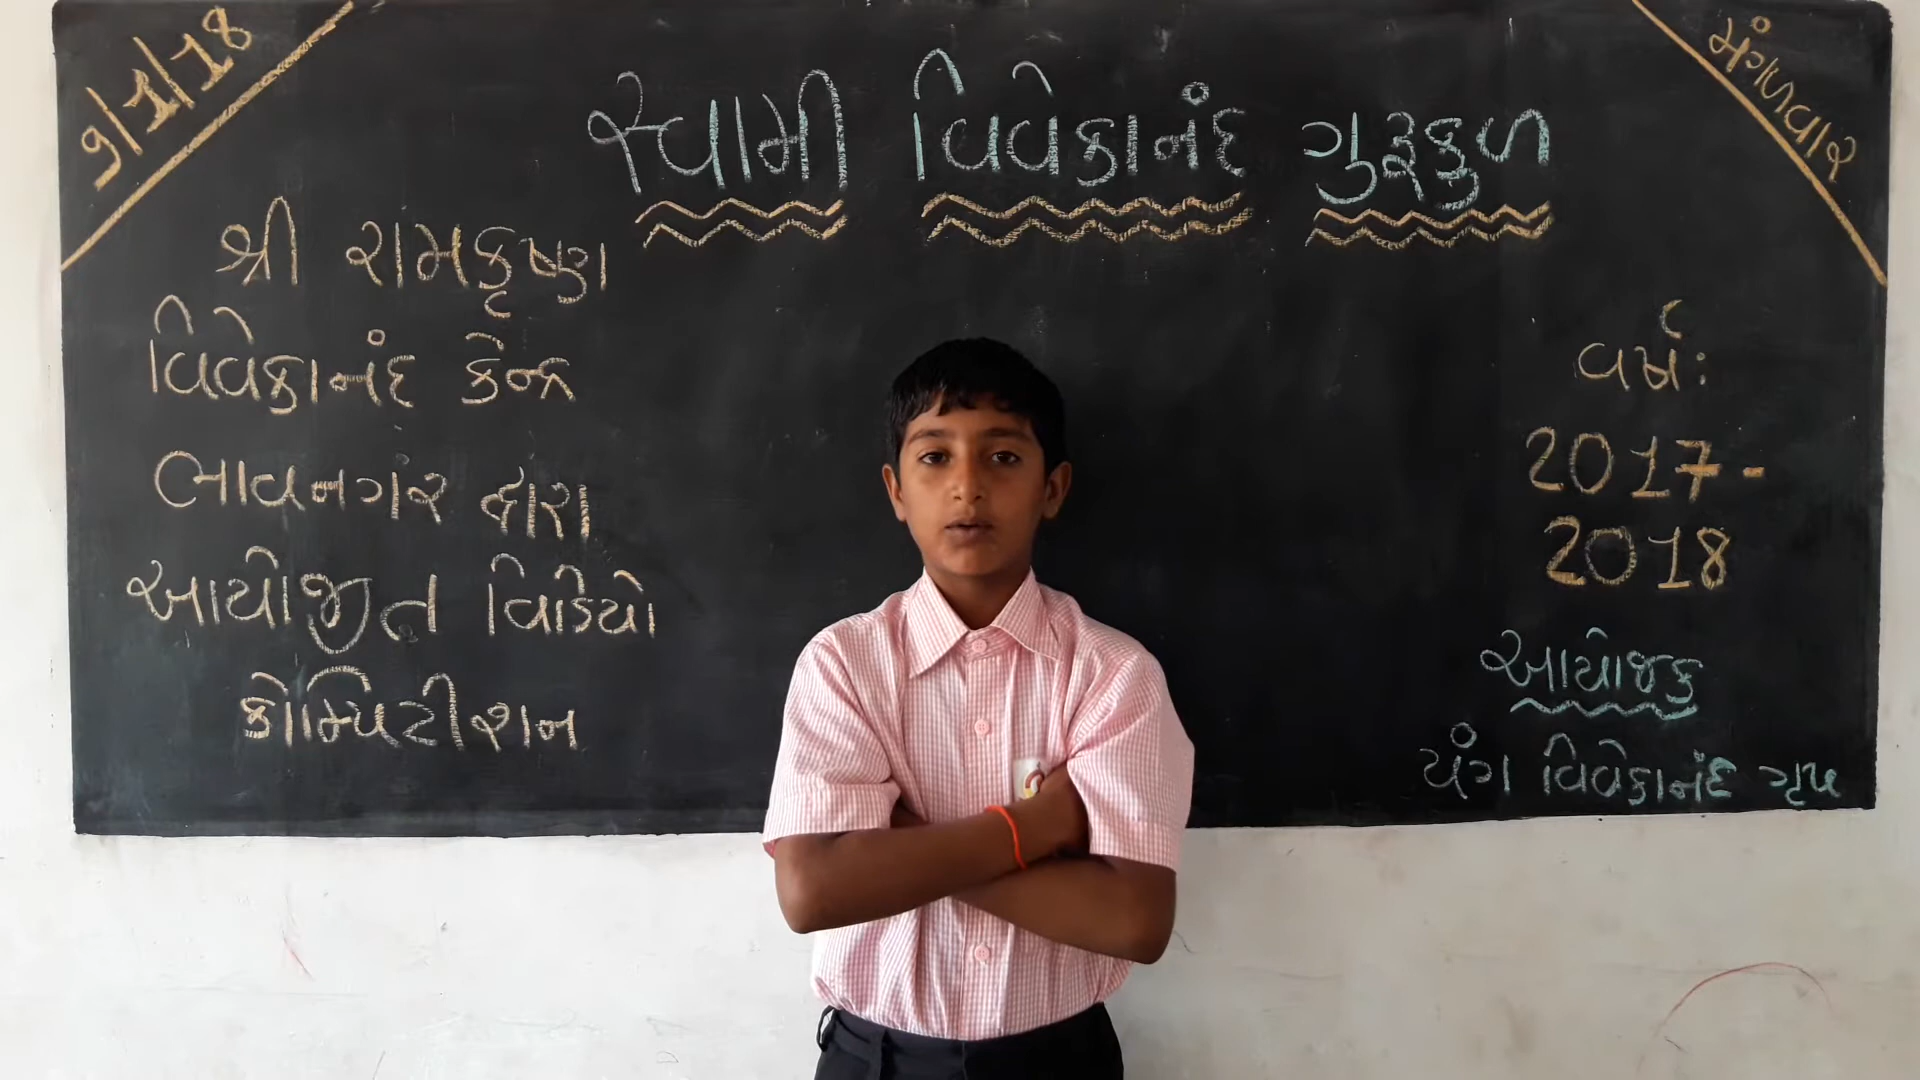 9/1/18
મંગળવાર
સ્વામી વિવેકાનંદ ગુરૂકુળ
શ્રી રામકૃષ્ણ
વિવેકાનંદ કેન્દ્ર
ભાવનગર દ્વારા
આયોજીત વિડિયો
કોમ્પિટીશન
વર્ષ:
2017-
2018
આયોજક
યંગ વિવેકાનંદ ગૃપ